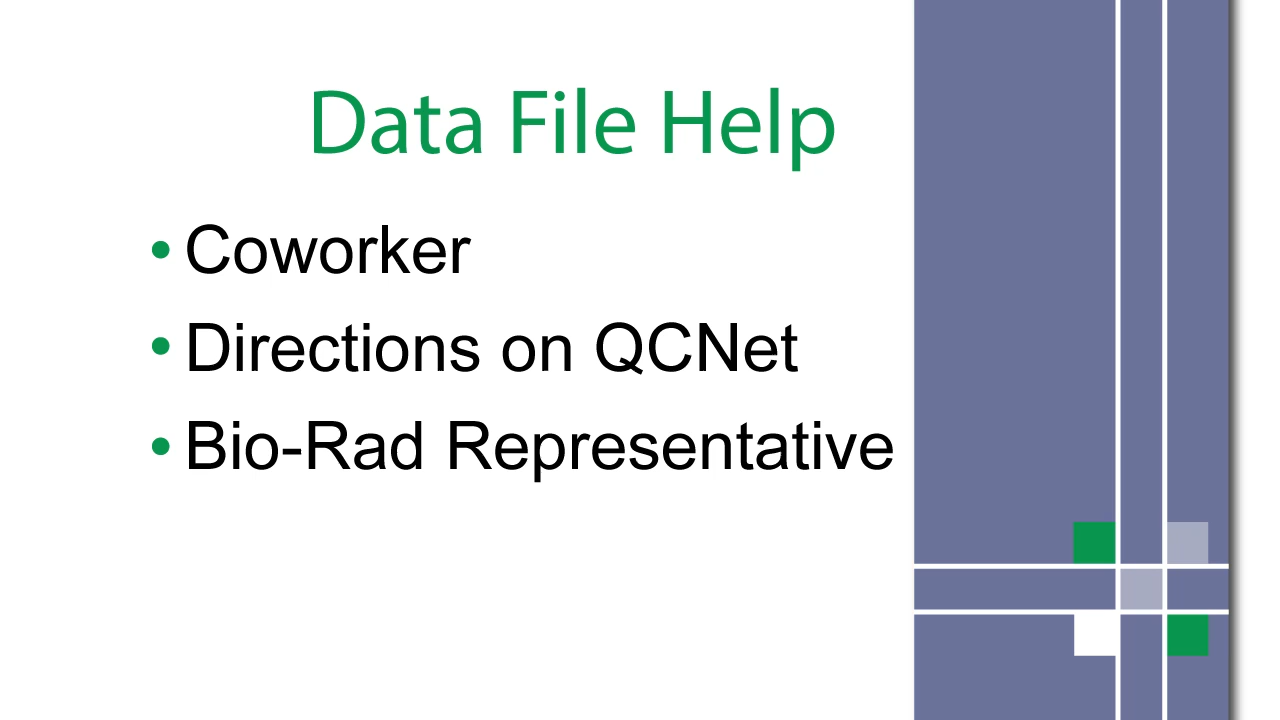 Data File Help
• Coworker
• Directions on QCNet
• Bio-Rad Representative